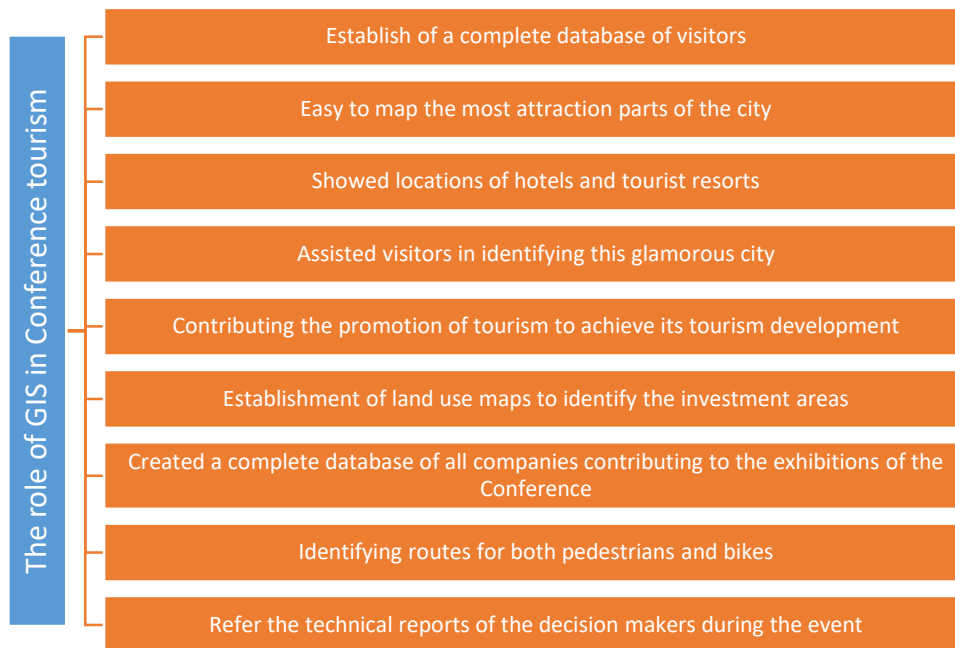 The role of GIS in Conference tourism
Establish of a complete database of visitors
Easy to map the most attraction parts of the city
Showed locations of hotels and tourist resorts
Assisted visitors in identifying this glamorous city
Contributing the promotion of tourism to achieve its tourism development
Establishment of land use maps to identify the investment areas
Created a complete database of all companies contributing to the exhibitions of the
Conference
Identifying routes for both pedestrians and bikes
Refer the technical reports of the decision makers during the event